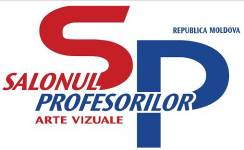 SP
REPUBLICA MOLDOVA
SALONUL
PROFESORILOR
ARTE VIZUALE